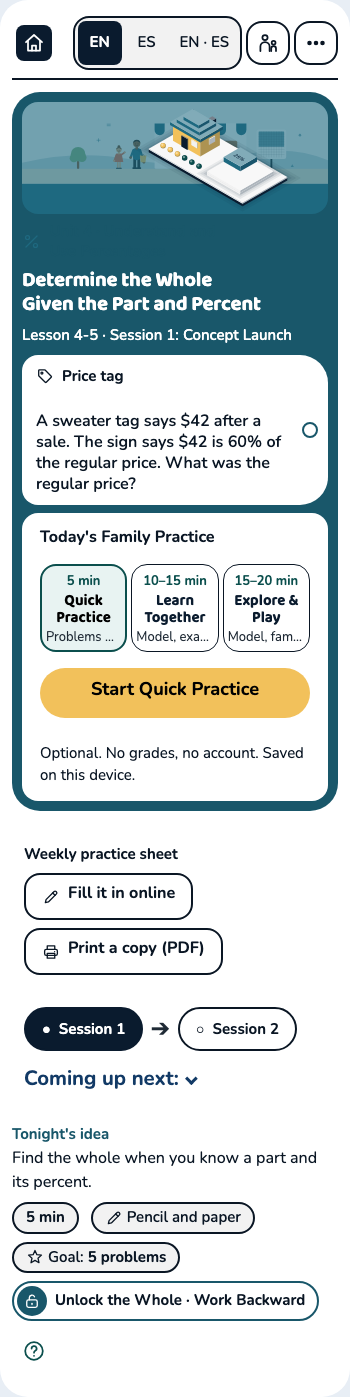 EN ES EN · ES
%
Determine the Whole
Given the Part and Percent
Lesson 4-5 · Session 1: Concept Launch
Price tag
A sweater tag says $42 after a
sale. The sign says $42 is 60% of
the regular price. What was the
regular price?
Today's Family Practice
5 min
Quick
Practice
Problems ...
10–15 min
Learn
Together
Model, exa...
15–20 min
Explore &
Play
Model, fam...
Start Quick Practice
Optional. No grades, no account. Saved
on this device.
Weekly practice sheet
Fill it in online
Print a copy (PDF)
Session 1 ➔ Session 2
Coming up next:
Tonight's idea
Find the whole when you know a part and
its percent.
5 min Pencil and paper
Goal: 5 problems
Unlock the Whole · Work Backward
?